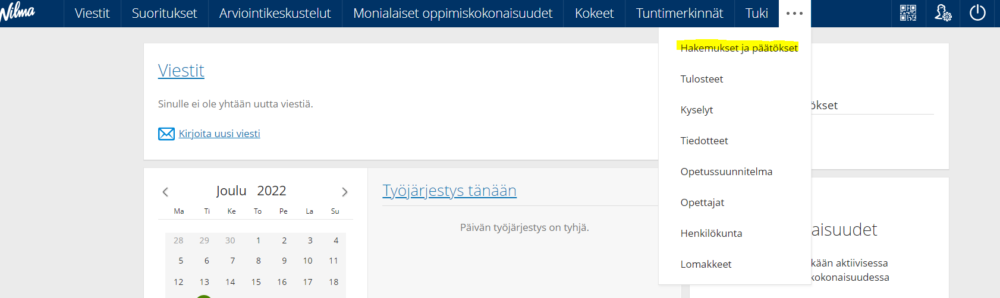 Wilma
Viestit
Suoritukset
Arviointikeskustelut
Monialaiset oppimiskokonaisuudet
Kokeet
Tuntimerkinnät
Tuki
Hakemukset ja päätökset
Tulosteet
Kyselyt
Tiedotteet
Opetussuunnitelma
Opettajat
Henkilökunta
Lomakkeet
Viestit
Sinulle ei ole yhtään uutta viestiä.
Kirjoita uusi viesti
Joulu 2022
Ma Ti Ke To Pe La Su
28 29 30 1 2 3 4
5 6 7 8 9 10 11
12 13 14 15 16 17 18
Työjärjestys tänään
Päivän työjärjestys on tyhjä.
ökset
aisuudet
kään aktiivisessa
kokonaisuudessa